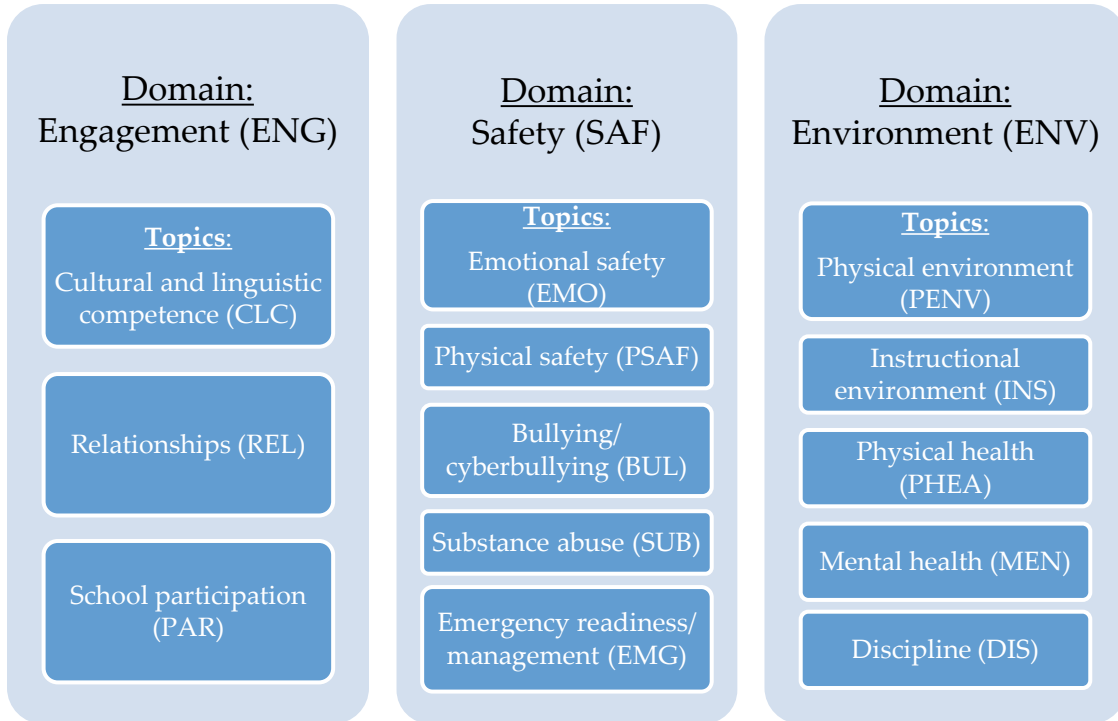 Domain:
Engagement (ENG)
Topics:
Cultural and linguistic
competence (CLC)
Relationships (REL)
School participation
(PAR)
Domain:
Safety (SAF)
Topics:
Emotional safety
(EMO)
Physical safety (PSAF)
Bullying/
cyberbullying (BUL)
Substance abuse (SUB)
Emergency readiness/
management (EMG)
Domain:
Environment (ENV)
Topics:
Physical environment
(PENV)
Instructional
environment (INS)
Physical health
(PHEA)
Mental health (MEN)
Discipline (DIS)